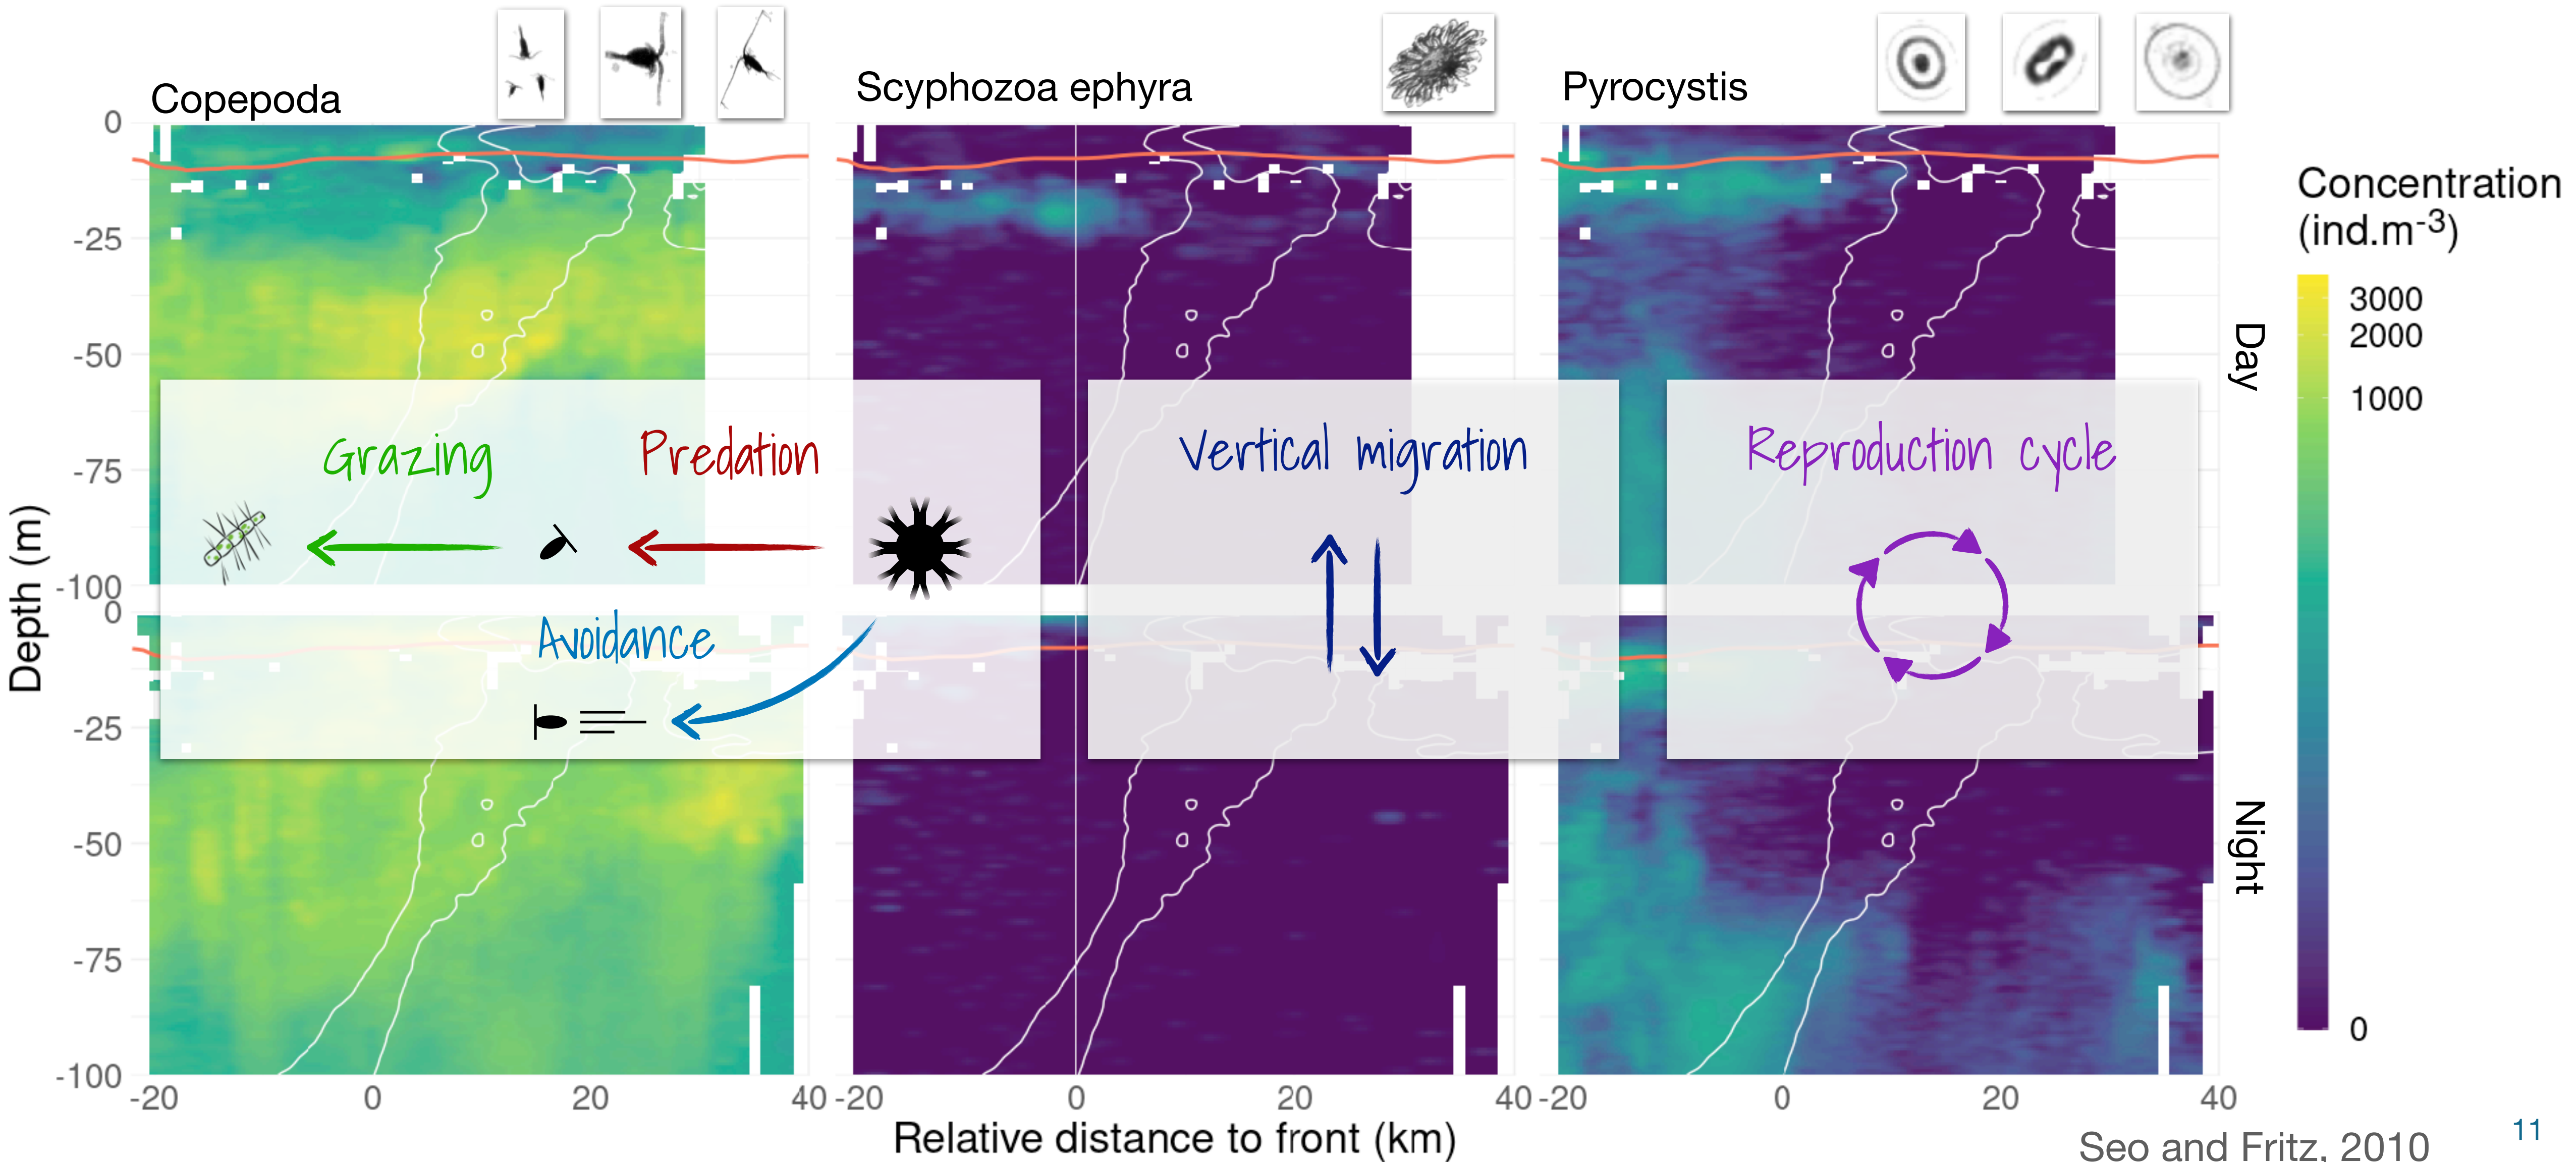 Copepoda
Scyphozoa ephyra
Pyrocystis
Concentration
(ind.m-3)
3000
2000
1000
0
Day
Night
Depth (m)
0
-25
-50
-75
-100
0
-25
-50
-75
-100
Grazing
Predation
Avoidance
Vertical migration
Reproduction cycle
-20 0 20 40
-20 0 20 40
-20 0 20 40
Relative distance to front (km)
Seo and Fritz, 2010
11